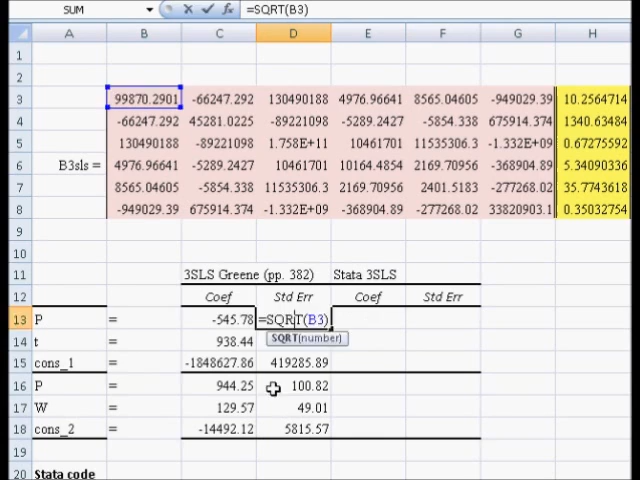 SUM =SQRT(B3)
A B C D E F G H
1
2
3 99870.2901 -66247.292 130490188 4976.96641 8565.04605 -949029.39 10.2564714
4 -66247.292 45281.0225 -89221098 -5289.2427 -5854.338 675914.374 1340.63484
5 130490188 -89221098 1.758E+11 10461701 11535306.3 -1.332E+09 0.67275592
6 B3sls = 4976.96641 -5289.2427 10461701 10164.4854 2169.70956 -368904.89 5.34090336
7 8565.04605 -5854.338 11535306.3 2169.70956 2401.5183 -277268.02 35.7743618
8 -949029.39 675914.374 -1.332E+09 -368904.89 -277268.02 33820903.1 0.35032754
9
10
11 3SLS Greene (pp. 382) Stata 3SLS
12 Coef Std Err Coef Std Err
13 P = -545.78 =SQRT(B3)
14 t = 938.44 SQRT(number)
15 cons_1 = -1848627.86 419285.89
16 P = 944.25 100.82
17 W = 129.57 49.01
18 cons_2 = -14492.12 5815.57
19
20 Stata code